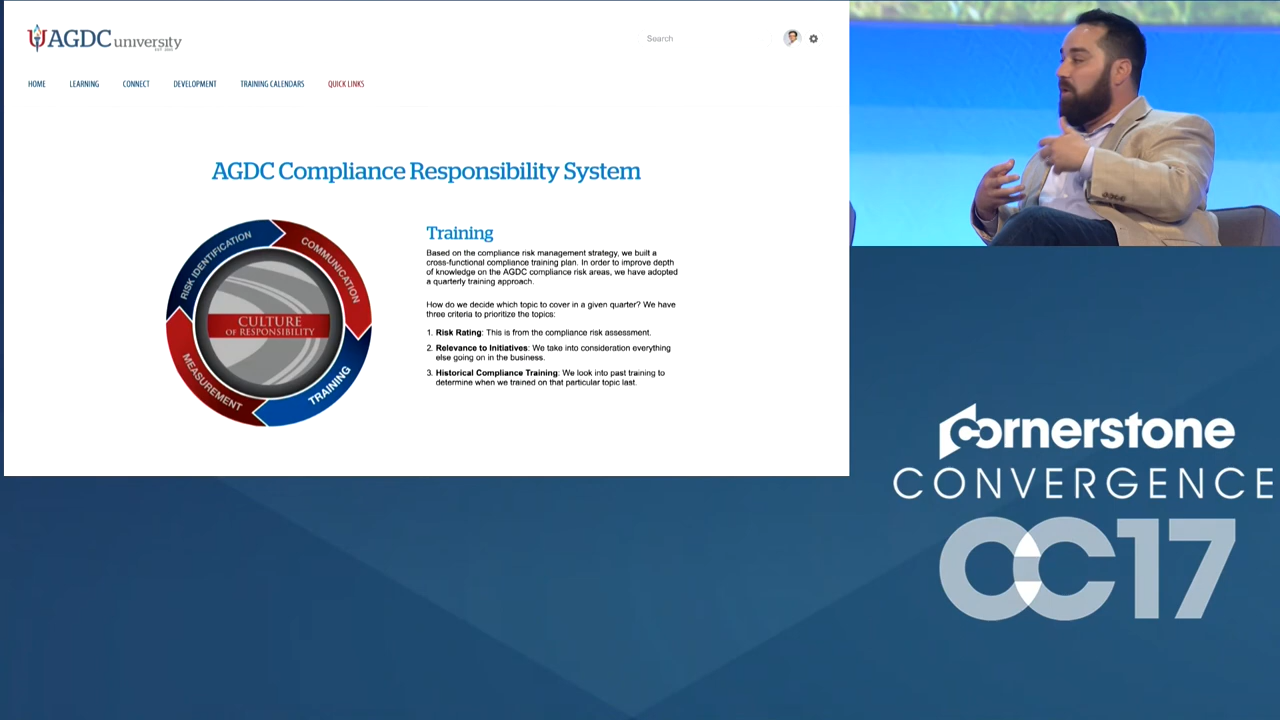 AGDC university
EST. 2005
Search
HOME
LEARNING
CONNECT
DEVELOPMENT
TRAINING CALENDARS
QUICK LINKS
AGDC Compliance Responsibility System
RISK IDENTIFICATION
COMMUNICATION
CULTURE
OF RESPONSIBILITY
MEASUREMENT
TRAINING
Training
Based on the compliance risk management strategy, we built a
cross-functional compliance training plan. In order to improve depth
of knowledge on the AGDC compliance risk areas, we have adopted
a quarterly training approach.
How do we decide which topic to cover in a given quarter? We have
three criteria to prioritize the topics:
1. Risk Rating: This is from the compliance risk assessment.
2. Relevance to Initiatives: We take into consideration everything
else going on in the business.
3. Historical Compliance Training: We look into past training to
determine when we trained on that particular topic last.
cornerstone
CONVERGENCE
OC17